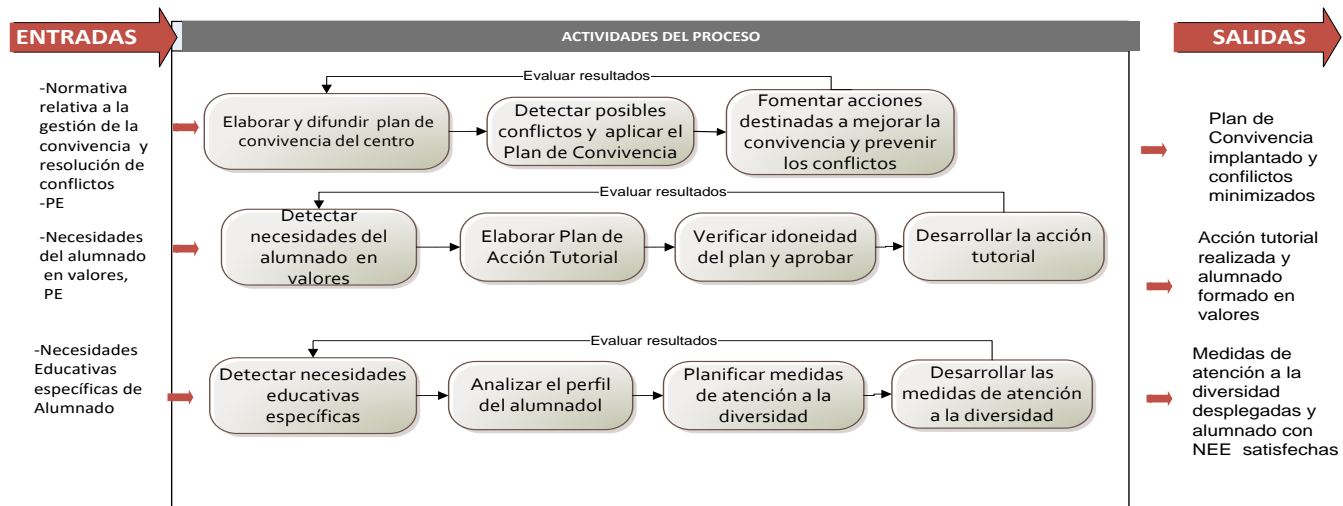 ENTRADAS
ACTIVIDADES DEL PROCESO
SALIDAS
-Normativa
relativa a la
gestión de la
convivencia y
resolución de
conflictos
-PE
Evaluar resultados
Elaborar y difundir plan de
convivencia del centro
Detectar posibles
conflictos y aplicar el
Plan de Convivencia
Fomentar acciones
destinadas a mejorar la
convivencia y prevenir
los conflictos
Plan de
Convivencia
implantado y
confilictos
minimizados
-Necesidades
del alumnado
en valores,
PE
Evaluar resultados
Detectar
necesidades del
alumnado en
valores
Elaborar Plan de
Acción Tutorial
Verificar idoneidad
del plan y aprobar
Desarrollar la acción
tutorial
Acción tutorial
realizada y
alumnado
formado en
valores
-Necesidades
Educativas
específicas de
Alumnado
Evaluar resultados
Detectar necesidades
educativas
específicas
Analizar el perfil
del alumnadol
Planificar medidas
de atención a la
diversidad
Desarrollar las
medidas de atención
a la diversidad
Medidas de
atención a la
diversidad
desplegadas y
alumnado con
NEE satisfechas